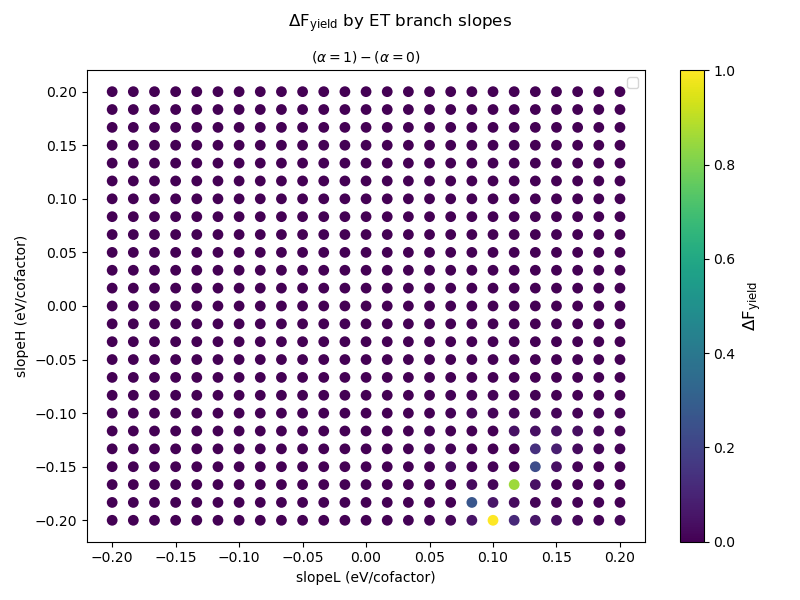 ΔF_yield by ET branch slopes
(α = 1) − (α = 0)
slopeH (eV/cofactor)
0.20
0.15
0.10
0.05
0.00
−0.05
−0.10
−0.15
−0.20
−0.20 −0.15 −0.10 −0.05 0.00 0.05 0.10 0.15 0.20
slopeL (eV/cofactor)
1.0
0.8
0.6
0.4
0.2
0.0
ΔF_yield